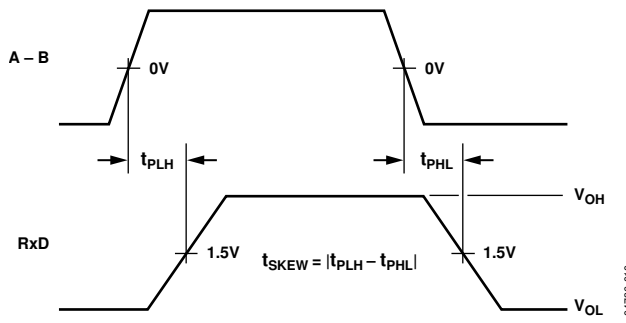 A – B
0V
0V
tPLH
tPHL
VOH
RxD
1.5V
tSKEW = |tPLH – tPHL|
1.5V
VOL